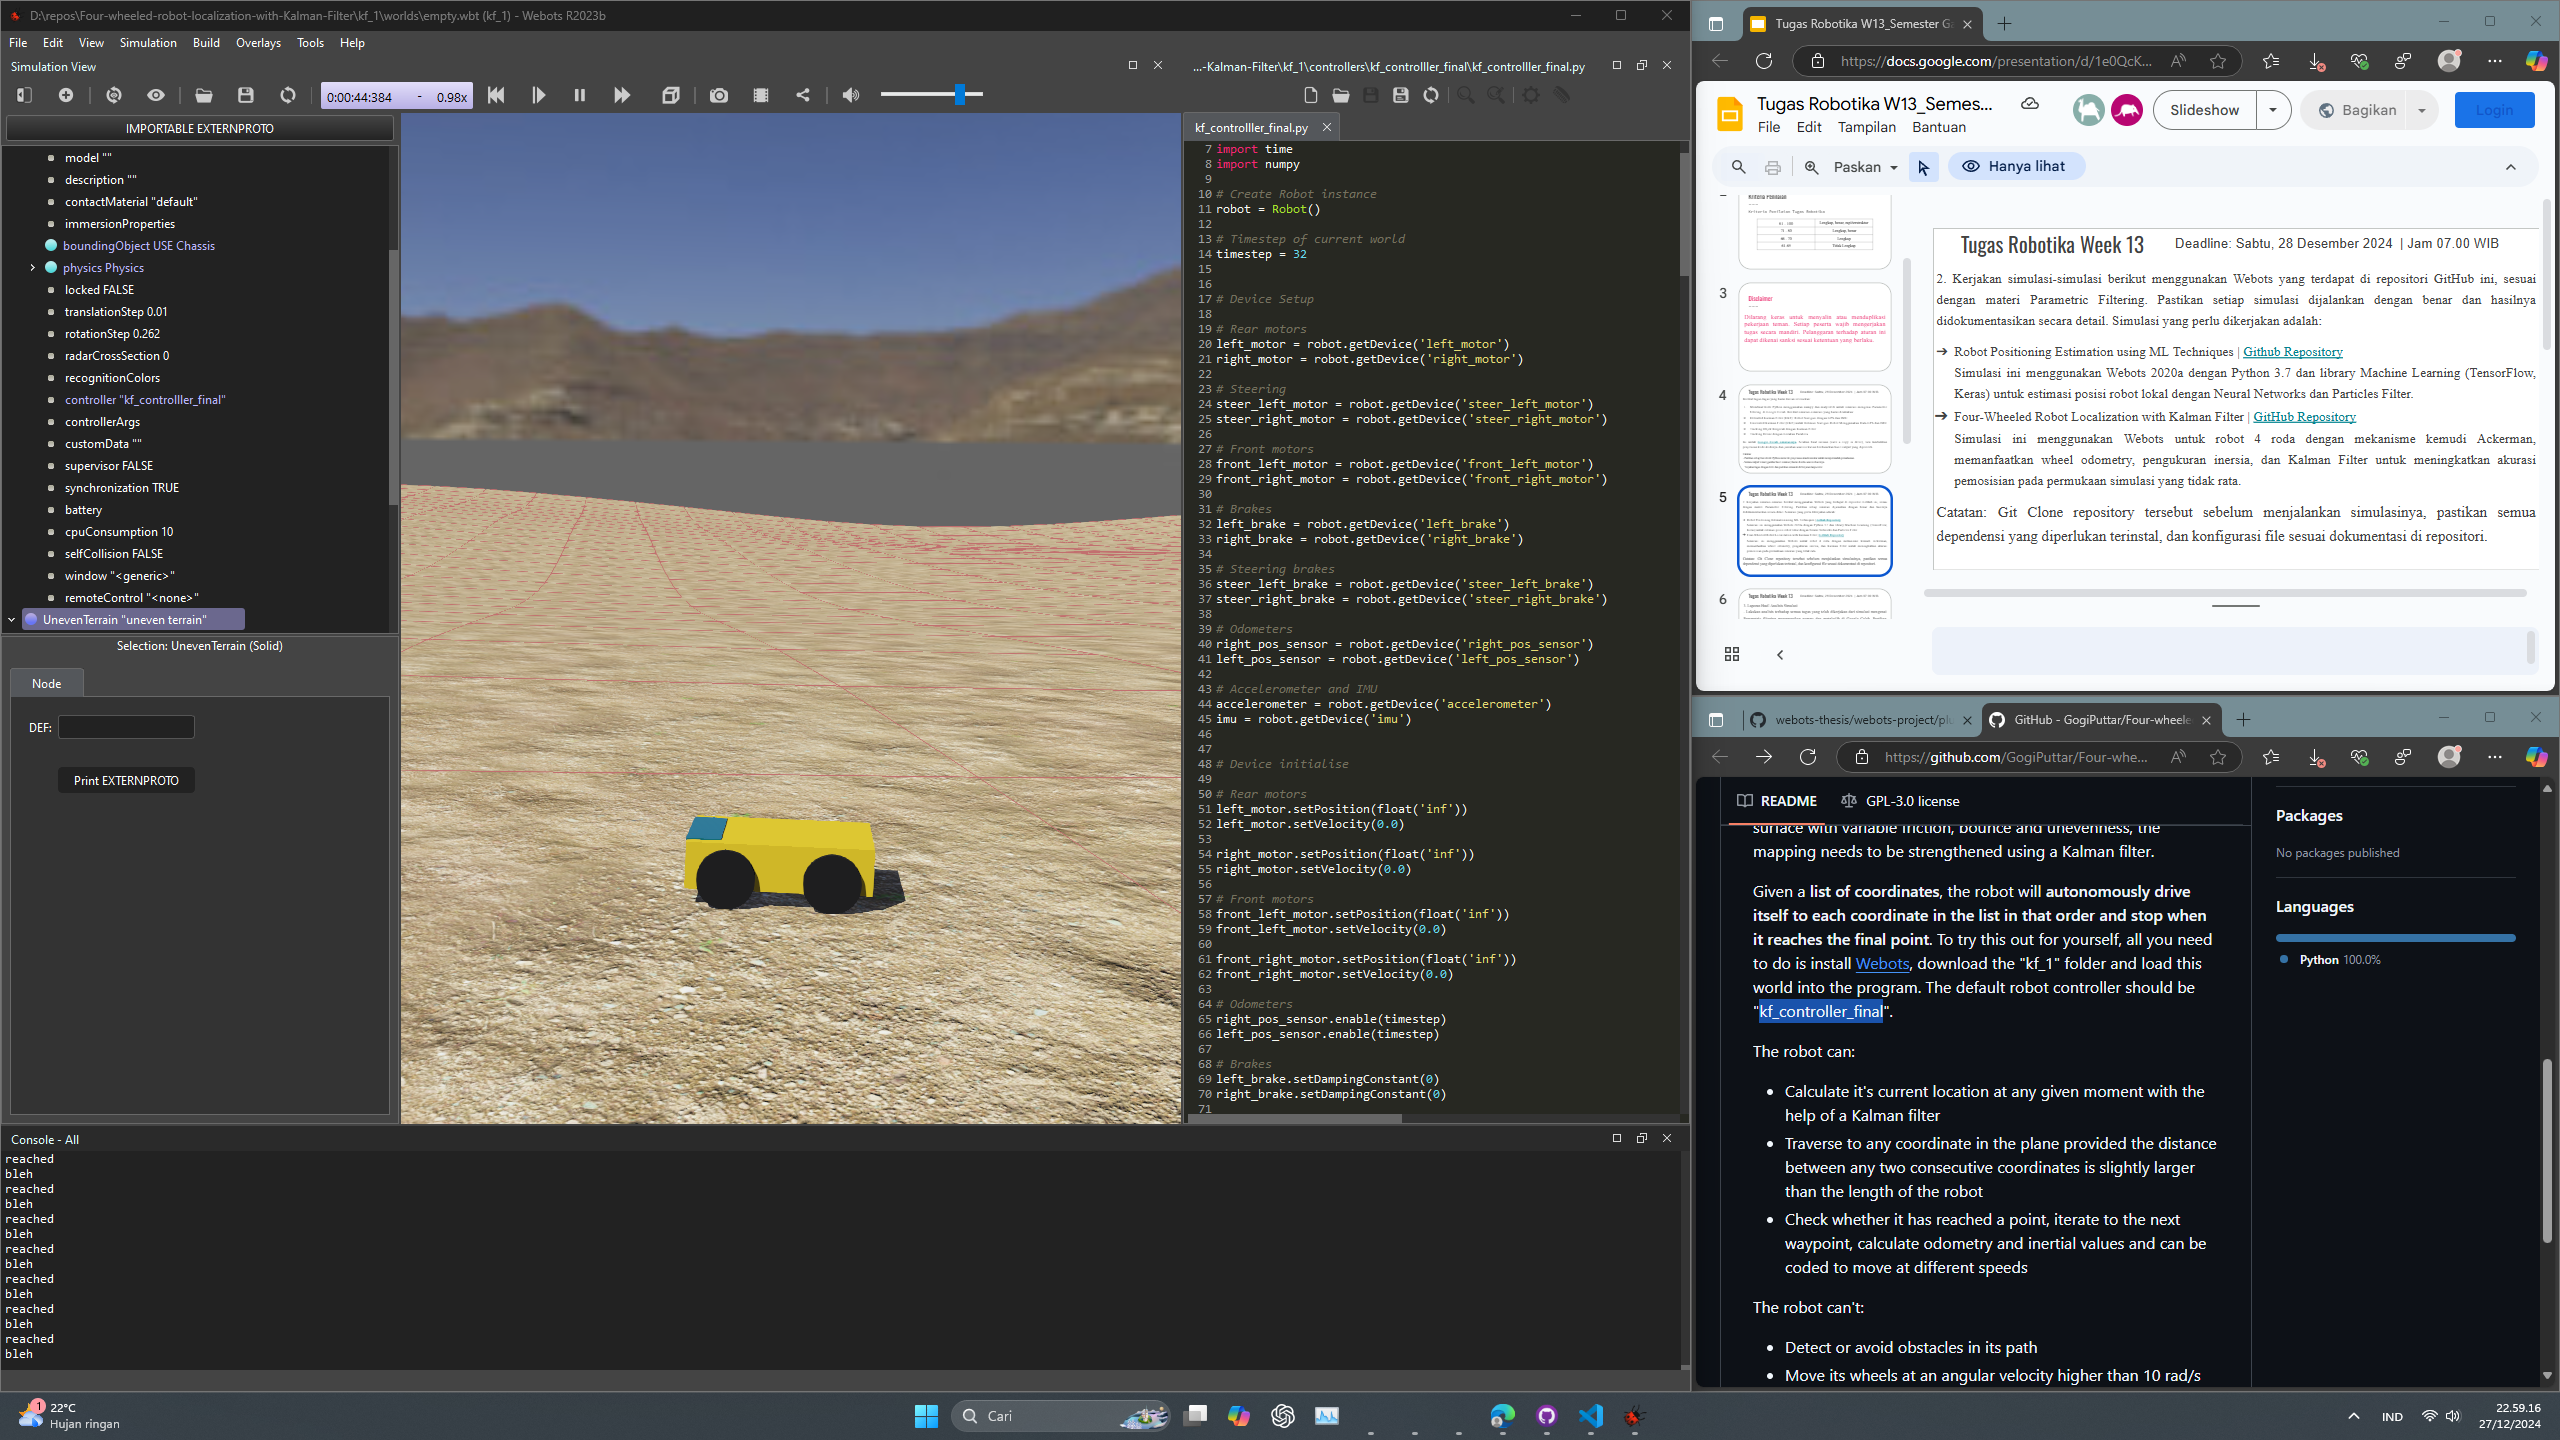 D:\repos\Four-wheeled-robot-localization-with-Kalman-Filter\kf_1\worlds\empty.wbt (kf_1) - Webots R2023b
File Edit View Simulation Build Overlays Tools Help
Simulation View
0:00:44:384 - 0.98x
IMPORTABLE EXTERNPROTO
model ""
description ""
contactMaterial "default"
immersionProperties
boundingObject USE Chassis
physics Physics
locked FALSE
translationStep 0.01
rotationStep 0.262
radarCrossSection 0
recognitionColors
controller "kf_controlller_final"
controllerArgs
customData ""
supervisor FALSE
synchronization TRUE
battery
cpuConsumption 10
selfCollision FALSE
window "<generic>"
remoteControl "<none>"
UnevenTerrain "uneven terrain"
Selection: UnevenTerrain (Solid)
Node
DEF:
Print EXTERNPROTO
...-Kalman-Filter\kf_1\controllers\kf_controlller_final\kf_controlller_final.py
kf_controlller_final.py
7 import time
8 import numpy
9
10 # Create Robot instance
11 robot = Robot()
12
13 # Timestep of current world
14 timestep = 32
15
16
17 # Device Setup
18
19 # Rear motors
20 left_motor = robot.getDevice('left_motor')
21 right_motor = robot.getDevice('right_motor')
22
23 # Steering
24 steer_left_motor = robot.getDevice('steer_left_motor')
25 steer_right_motor = robot.getDevice('steer_right_motor')
26
27 # Front motors
28 front_left_motor = robot.getDevice('front_left_motor')
29 front_right_motor = robot.getDevice('front_right_motor')
30
31 # Brakes
32 left_brake = robot.getDevice('left_brake')
33 right_brake = robot.getDevice('right_brake')
34
35 # Steering brakes
36 steer_left_brake = robot.getDevice('steer_left_brake')
37 steer_right_brake = robot.getDevice('steer_right_brake')
38
39 # Odometers
40 right_pos_sensor = robot.getDevice('right_pos_sensor')
41 left_pos_sensor = robot.getDevice('left_pos_sensor')
42
43 # Accelerometer and IMU
44 accelerometer = robot.getDevice('accelerometer')
45 imu = robot.getDevice('imu')
46
47
48 # Device initialise
49
50 # Rear motors
51 left_motor.setPosition(float('inf'))
52 left_motor.setVelocity(0.0)
53
54 right_motor.setPosition(float('inf'))
55 right_motor.setVelocity(0.0)
56
57 # Front motors
58 front_left_motor.setPosition(float('inf'))
59 front_left_motor.setVelocity(0.0)
60
61 front_right_motor.setPosition(float('inf'))
62 front_right_motor.setVelocity(0.0)
63
64 # Odometers
65 right_pos_sensor.enable(timestep)
66 left_pos_sensor.enable(timestep)
67
68 # Brakes
69 left_brake.setDampingConstant(0)
70 right_brake.setDampingConstant(0)
71
Console - All
reached
bleh
reached
bleh
reached
bleh
reached
bleh
reached
bleh
reached
bleh
reached
bleh
Tugas Robotika W13_Semester Ga
https://docs.google.com/presentation/d/1e0QcK...
Tugas Robotika W13_Semes...
File Edit Tampilan Bantuan
Slideshow
Bagikan
Login
Paskan
Hanya lihat
Kriteria Penilaian
3
Disclaimer
4
Tugas Robotika Week 13
5
Tugas Robotika Week 13
6
Tugas Robotika Week 13
Tugas Robotika Week 13 Deadline: Sabtu, 28 Desember 2024 | Jam 07.00 WIB
2. Kerjakan simulasi-simulasi berikut menggunakan Webots yang terdapat di repositori GitHub ini, sesuai
dengan materi Parametric Filtering. Pastikan setiap simulasi dijalankan dengan benar dan hasilnya
didokumentasikan secara detail. Simulasi yang perlu dikerjakan adalah:
➔ Robot Positioning Estimation using ML Techniques | Github Repository
Simulasi ini menggunakan Webots 2020a dengan Python 3.7 dan library Machine Learning (TensorFlow,
Keras) untuk estimasi posisi robot lokal dengan Neural Networks dan Particles Filter.
➔ Four-Wheeled Robot Localization with Kalman Filter | GitHub Repository
Simulasi ini menggunakan Webots untuk robot 4 roda dengan mekanisme kemudi Ackerman,
memanfaatkan wheel odometry, pengukuran inersia, dan Kalman Filter untuk meningkatkan akurasi
pemosisian pada permukaan simulasi yang tidak rata.
Catatan: Git Clone repository tersebut sebelum menjalankan simulasinya, pastikan semua
dependensi yang diperlukan terinstal, dan konfigurasi file sesuai dokumentasi di repositori.
webots-thesis/webots-project/plu
GitHub - GogiPuttar/Four-wheele
https://github.com/GogiPuttar/Four-whe...
README
GPL-3.0 license
surface with variable friction, bounce and unevenness, the
mapping needs to be strengthened using a Kalman filter.
Given a list of coordinates, the robot will autonomously drive
itself to each coordinate in the list in that order and stop when
it reaches the final point. To try this out for yourself, all you need
to do is install Webots, download the "kf_1" folder and load this
world into the program. The default robot controller should be
"kf_controller_final".
The robot can:
• Calculate it's current location at any given moment with the
help of a Kalman filter
• Traverse to any coordinate in the plane provided the distance
between any two consecutive coordinates is slightly larger
than the length of the robot
• Check whether it has reached a point, iterate to the next
waypoint, calculate odometry and inertial values and can be
coded to move at different speeds
The robot can't:
• Detect or avoid obstacles in its path
• Move its wheels at an angular velocity higher than 10 rad/s
Packages
No packages published
Languages
Python 100.0%
1
22°C
Hujan ringan
Cari
IND
22.59.16
27/12/2024